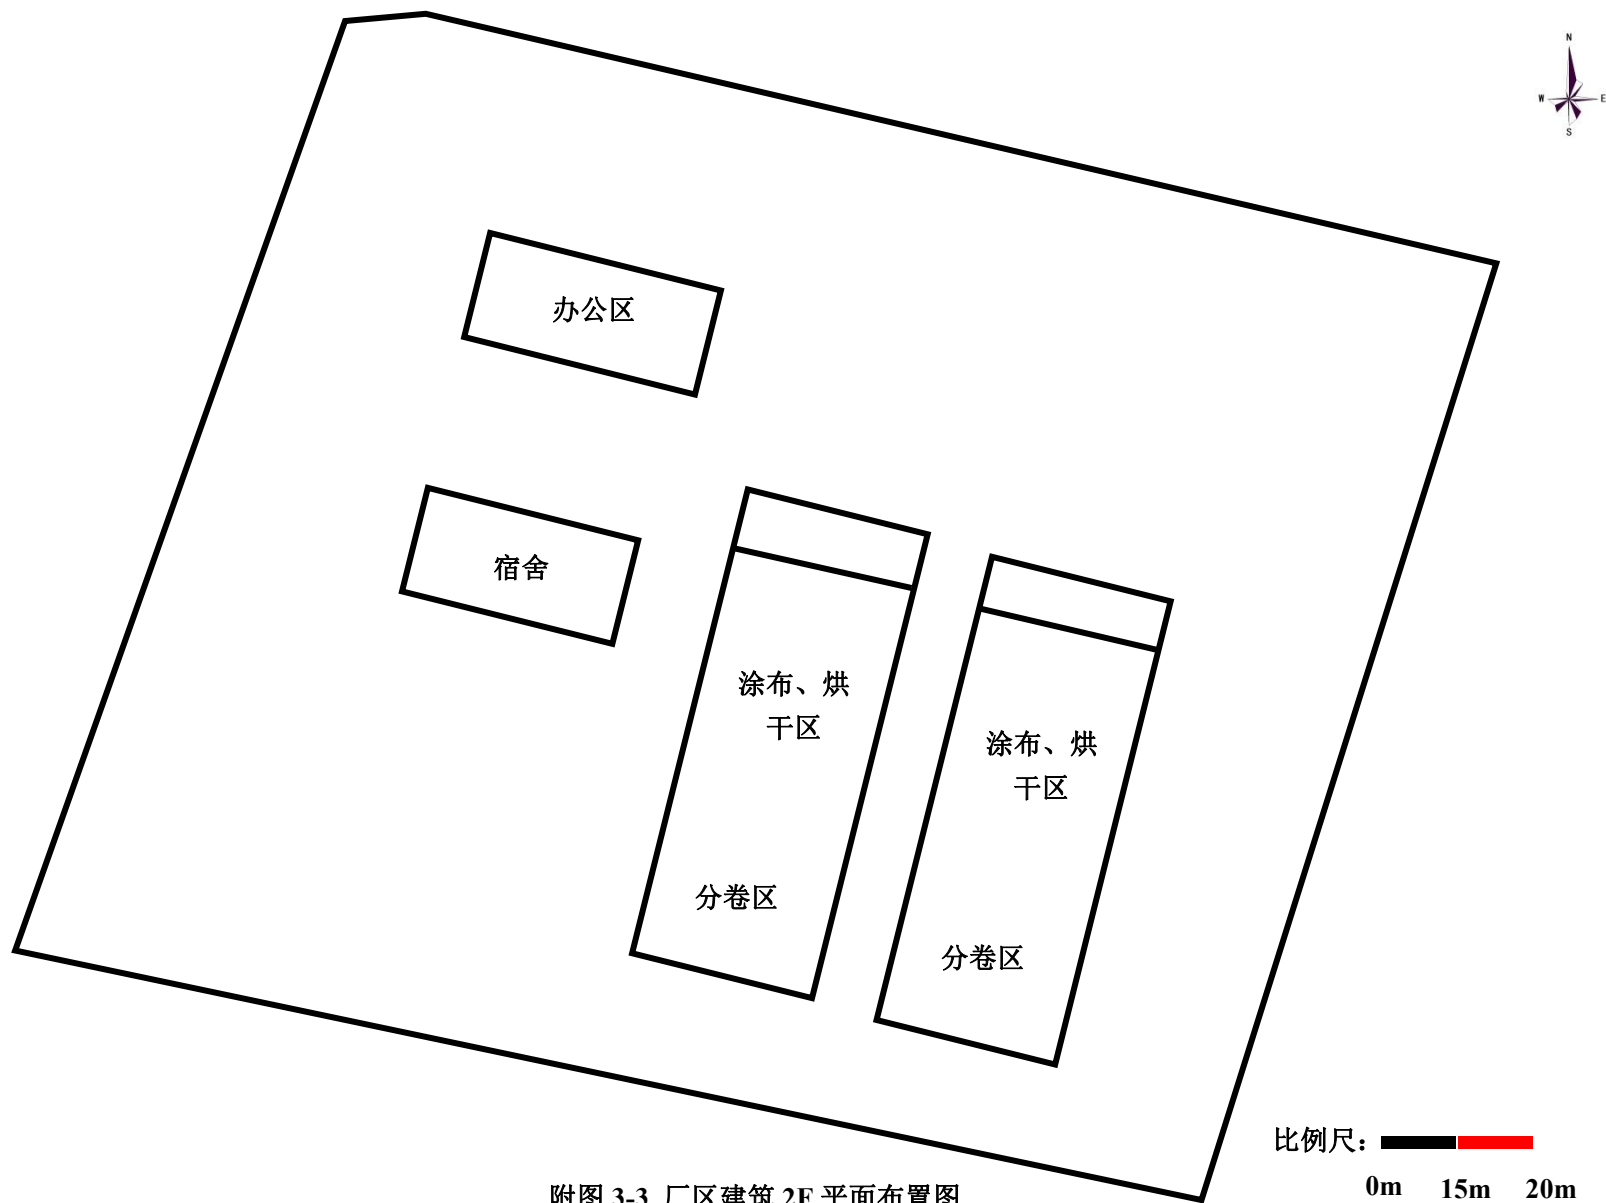 N
W
E
S
办公区
宿舍
涂布、烘
干区
涂布、烘
干区
分卷区
分卷区
比例尺：
0m 15m 20m
附图 3-3 厂区建筑 2F 平面布置图